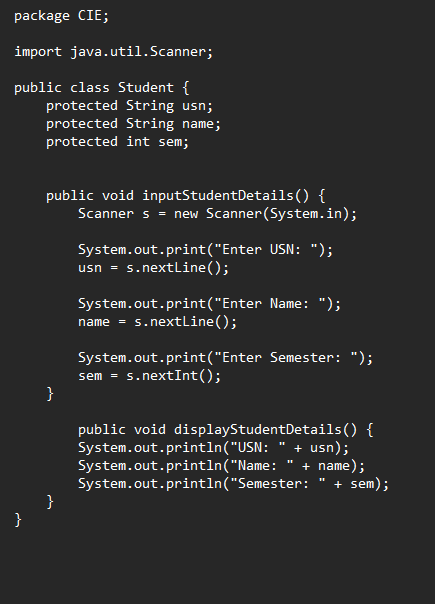 package CIE;
import java.util.Scanner;
public class Student {
    protected String usn;
    protected String name;
    protected int sem;
    public void inputStudentDetails() {
        Scanner s = new Scanner(System.in);
        System.out.print("Enter USN: ");
        usn = s.nextLine();
        System.out.print("Enter Name: ");
        name = s.nextLine();
        System.out.print("Enter Semester: ");
        sem = s.nextInt();
    }
        public void displayStudentDetails() {
        System.out.println("USN: " + usn);
        System.out.println("Name: " + name);
        System.out.println("Semester: " + sem);
    }
}